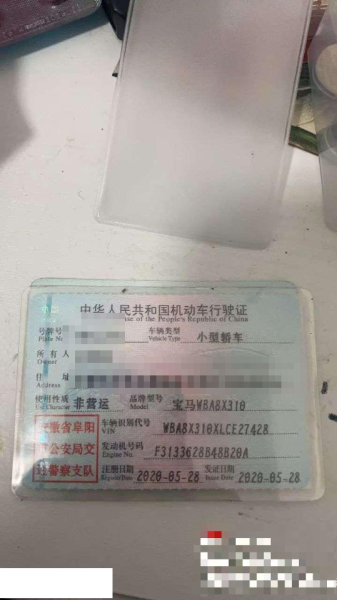 中华人民共和国机动车行驶证
se of the People's Republic of China
号牌号
Plate No
车辆类型
Vehicle Type
小型轿车
所有人
Owner
住 址
使用性质
Use Character
非营运
品牌型号
Model
宝马WBA8X310
安徽省阜阳
市公安局交
通警察支队
车辆识别代号
VIN
WBA8X310XLCE27428
发动机号码
Engine No.
F3133628B48B20A
注册日期
Register Date
2020-05-28
发证日期
Issue Date
2020-05-28